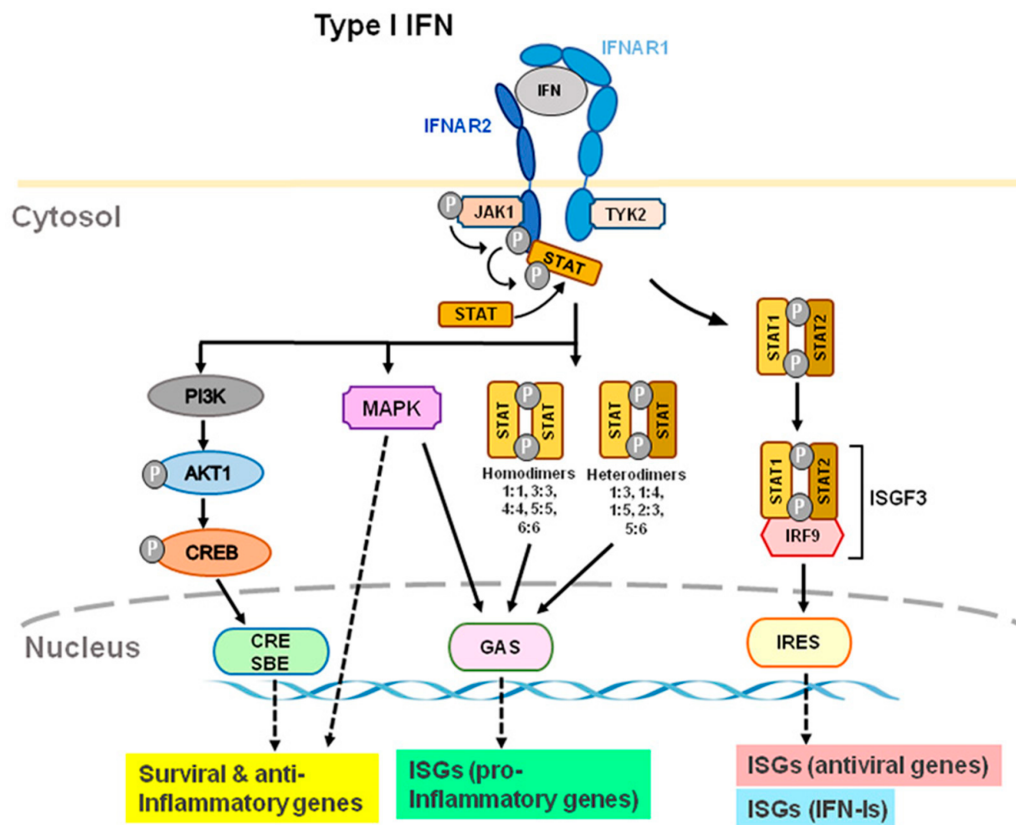 Type I IFN
IFNAR1
IFN
IFNAR2
Cytosol
P
JAK1
TYK2
P
STAT
P
STAT
STAT1
P
STAT2
P
PI3K
MAPK
STAT
P
STAT
P
STAT
P
STAT
P
P
AKT1
Homodimers
1:1, 3:3,
4:4, 5:5,
6:6
Heterodimers
1:3, 1:4,
1:5, 2:3,
5:6
STAT1
P
STAT2
P
IRF9
ISGF3
P
CREB
Nucleus
CRE
SBE
GAS
IRES
Surviral & anti-
Inflammatory genes
ISGs (pro-
Inflammatory genes)
ISGs (antiviral genes)
ISGs (IFN-Is)